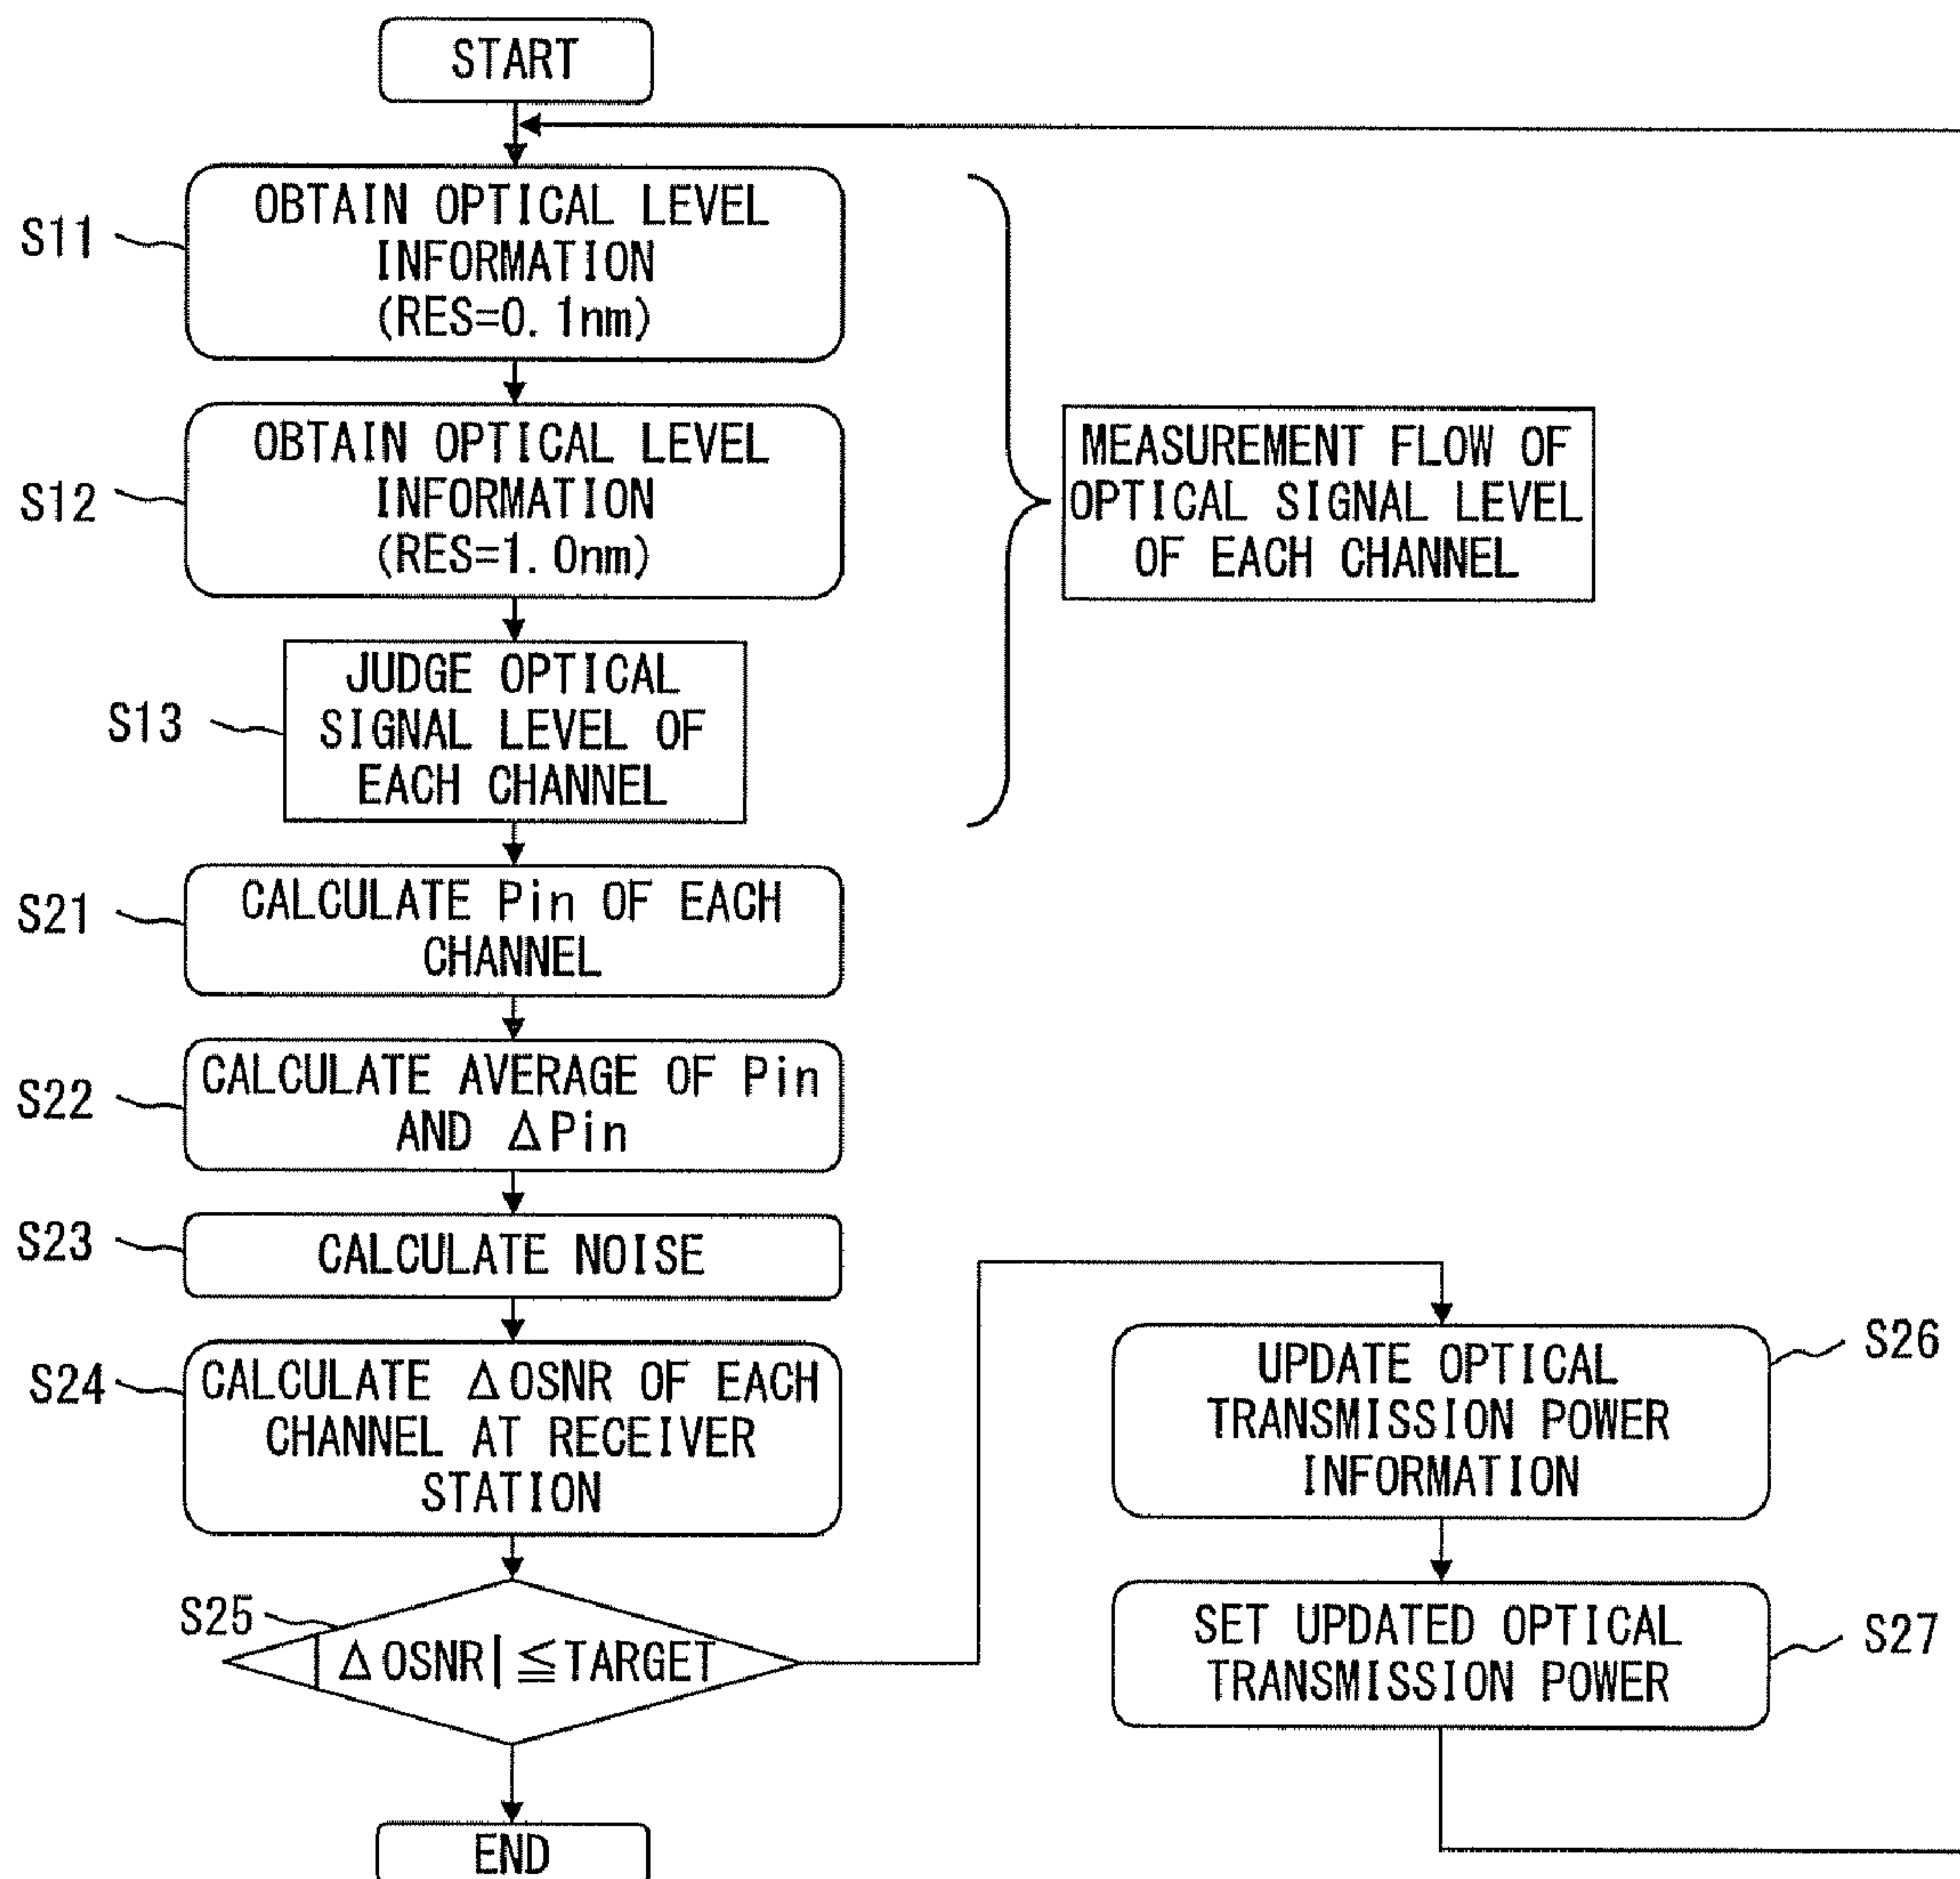 START
S11
OBTAIN OPTICAL LEVEL
INFORMATION
(RES=0.1nm)
S12
OBTAIN OPTICAL LEVEL
INFORMATION
(RES=1.0nm)
MEASUREMENT FLOW OF
OPTICAL SIGNAL LEVEL
OF EACH CHANNEL
S13
JUDGE OPTICAL
SIGNAL LEVEL OF
EACH CHANNEL
S21
CALCULATE Pin OF EACH
CHANNEL
S22
CALCULATE AVERAGE OF Pin
AND ΔPin
S23
CALCULATE NOISE
S24
CALCULATE ΔOSNR OF EACH
CHANNEL AT RECEIVER
STATION
S25
|ΔOSNR|≦TARGET
S26
UPDATE OPTICAL
TRANSMISSION POWER
INFORMATION
S27
SET UPDATED OPTICAL
TRANSMISSION POWER
END